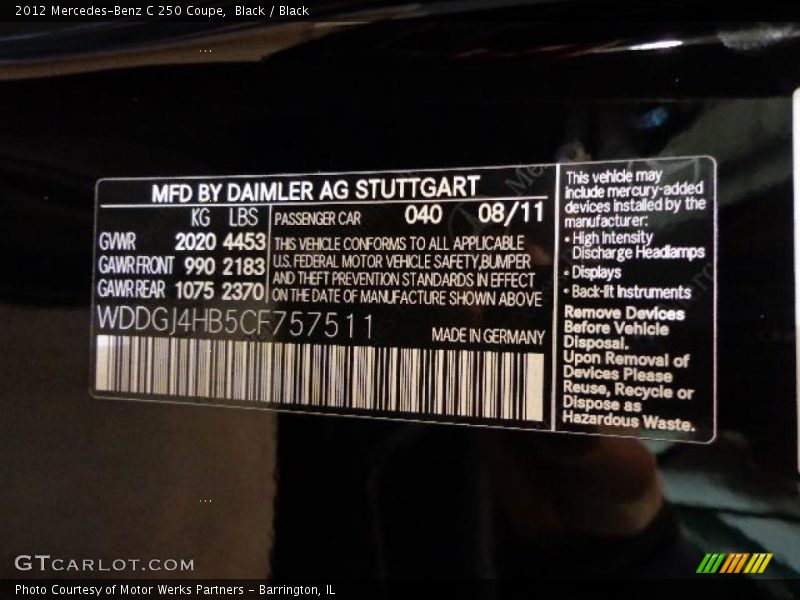 2012 Mercedes-Benz C 250 Coupe, Black / Black
MFD BY DAIMLER AG STUTTGART
KG LBS
GVWR 2020 4453
GAWR FRONT 990 2183
GAWR REAR 1075 2370
PASSENGER CAR 040 08/11
THIS VEHICLE CONFORMS TO ALL APPLICABLE
U.S. FEDERAL MOTOR VEHICLE SAFETY,BUMPER
AND THEFT PREVENTION STANDARDS IN EFFECT
ON THE DATE OF MANUFACTURE SHOWN ABOVE
WDDGJ4HB5CF757511
MADE IN GERMANY
This vehicle may
include mercury-added
devices installed by the
manufacturer:
• High Intensity
Discharge Headlamps
• Displays
• Back-lit Instruments
Remove Devices
Before Vehicle
Disposal.
Upon Removal of
Devices Please
Reuse, Recycle or
Dispose as
Hazardous Waste.
GTCARLOT.COM
Photo Courtesy of Motor Werks Partners - Barrington, IL